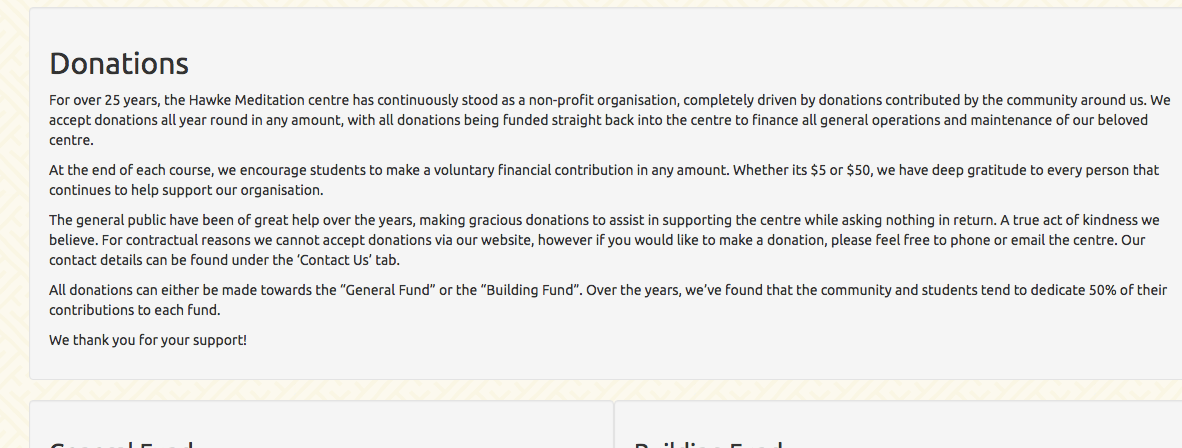 Donations
For over 25 years, the Hawke Meditation centre has continuously stood as a non-profit organisation, completely driven by donations contributed by the community around us. We
accept donations all year round in any amount, with all donations being funded straight back into the centre to finance all general operations and maintenance of our beloved
centre.
At the end of each course, we encourage students to make a voluntary financial contribution in any amount. Whether its $5 or $50, we have deep gratitude to every person that
continues to help support our organisation.
The general public have been of great help over the years, making gracious donations to assist in supporting the centre while asking nothing in return. A true act of kindness we
believe. For contractual reasons we cannot accept donations via our website, however if you would like to make a donation, please feel free to phone or email the centre. Our
contact details can be found under the ‘Contact Us’ tab.
All donations can either be made towards the “General Fund” or the “Building Fund”. Over the years, we’ve found that the community and students tend to dedicate 50% of their
contributions to each fund.
We thank you for your support!
General Fund
Building Fund